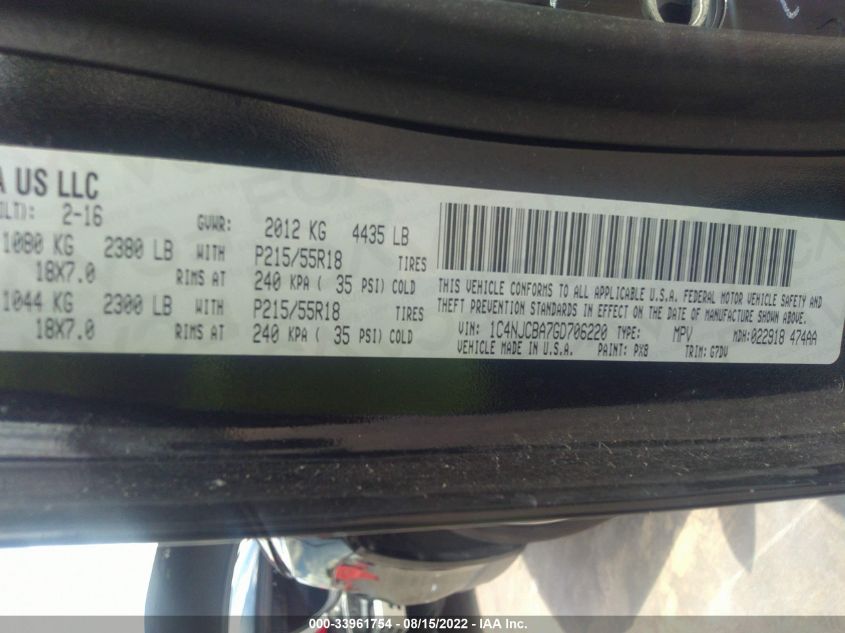 A US LLC
ILT): 2-16 GVWR: 2012 KG 4435 LB
1080 KG 2380 LB WITH P215/55R18 TIRES
18X7.0 RIMS AT 240 KPA ( 35 PSI) COLD
1044 KG 2300 LB WITH P215/55R18 TIRES
18X7.0 RIMS AT 240 KPA ( 35 PSI) COLD
THIS VEHICLE CONFORMS TO ALL APPLICABLE U.S.A. FEDERAL MOTOR VEHICLE SAFETY AND
THEFT PREVENTION STANDARDS IN EFFECT ON THE DATE OF MANUFACTURE SHOWN ABOVE.
VIN: 1C4NJCBA7GD706220 TYPE: MPV MDH:022918 474AA
VEHICLE MADE IN U.S.A. PAINT: PX8 TRIM: G7DV
000-33961754 - 08/15/2022 - IAA Inc.